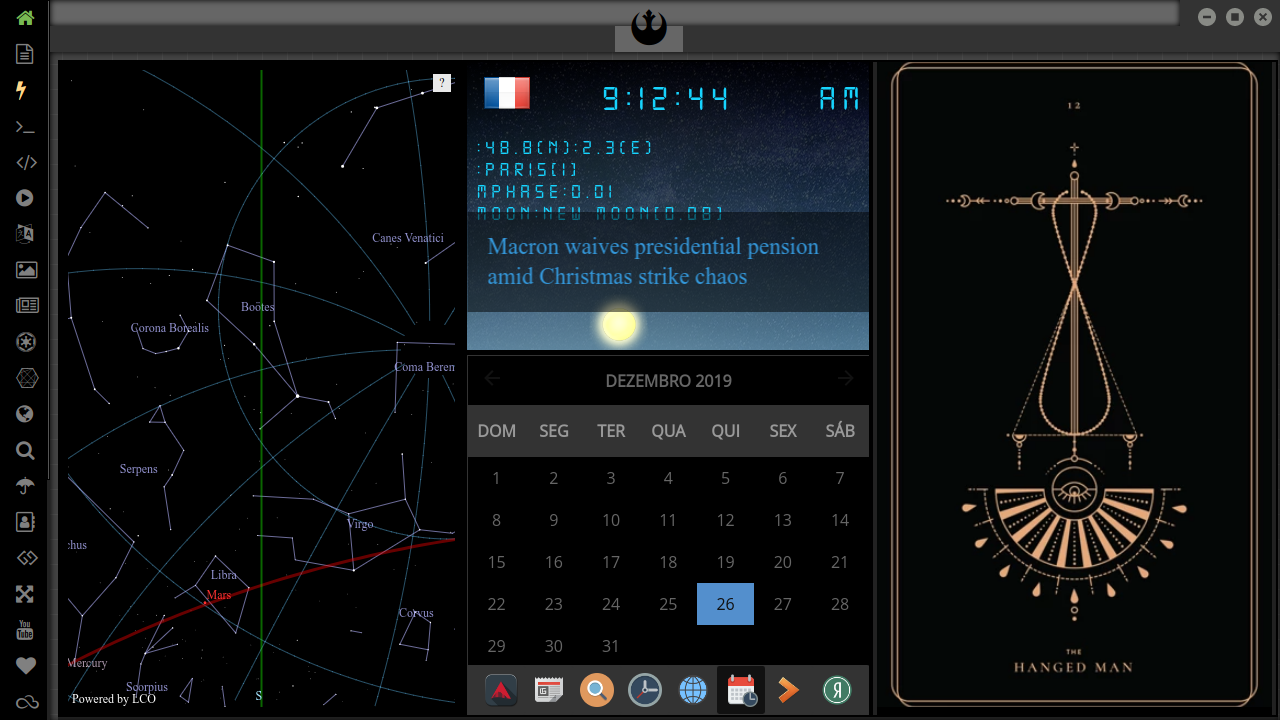 You
Tube
?
Canes Venatici
Boötes
Corona Borealis
Coma Beren
Serpens
Virgo
chus
Libra
Mars
Corvus
Mercury
Scorpius
Powered by LCO
S
9:12:44 AM
:48.8(N):2.3(E)
:PARIS(1)
MPHASE:0.01
MOON:NEW MOON(0.08)
Macron waives presidential pension
amid Christmas strike chaos
DEZEMBRO 2019
DOM SEG TER QUA QUI SEX SÁB
1 2 3 4 5 6 7
8 9 10 11 12 13 14
15 16 17 18 19 20 21
22 23 24 25 26 27 28
29 30 31
Я
12
THE
HANGED MAN